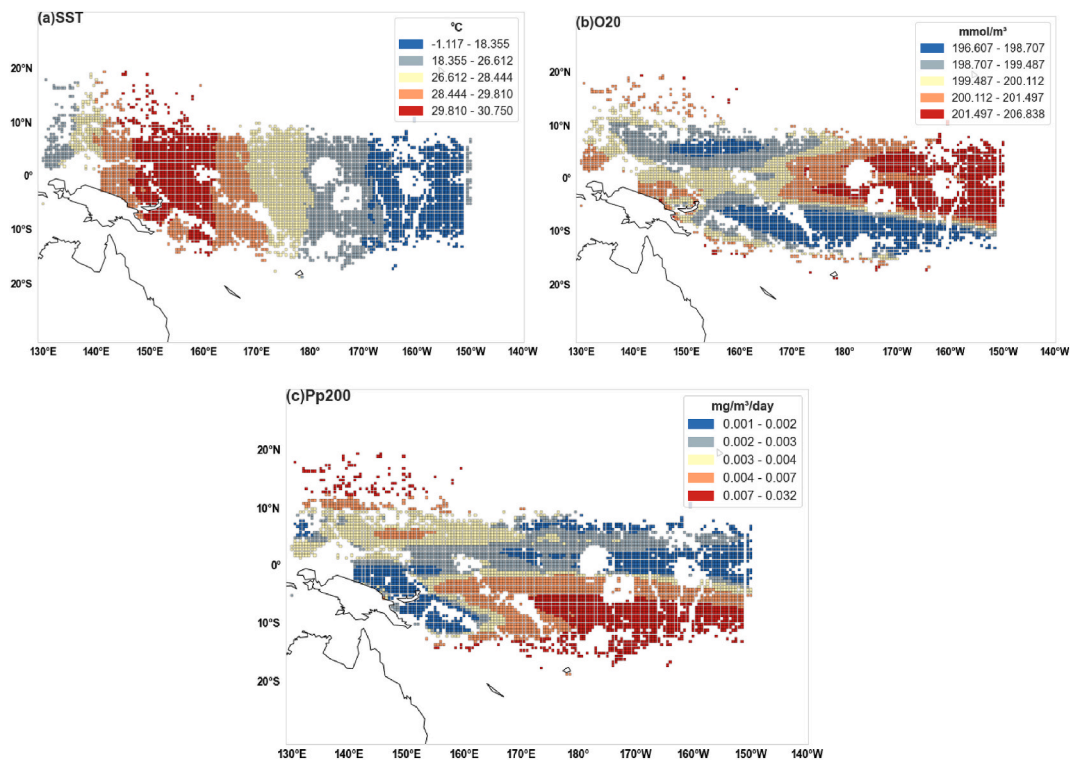 (a)SST
℃
-1.117 - 18.355
18.355 - 26.612
26.612 - 28.444
28.444 - 29.810
29.810 - 30.750
20°N
10°N
0°
10°S
20°S
130°E 140°E 150°E 160°E 170°E 180° 170°W 160°W 150°W 140°W
(b)O20
mmol/m³
196.607 - 198.707
198.707 - 199.487
199.487 - 200.112
200.112 - 201.497
201.497 - 206.838
20°N
10°N
0°
10°S
20°S
130°E 140°E 150°E 160°E 170°E 180° 170°W 160°W 150°W 140°W
(c)Pp200
mg/m³/day
0.001 - 0.002
0.002 - 0.003
0.003 - 0.004
0.004 - 0.007
0.007 - 0.032
20°N
10°N
0°
10°S
20°S
130°E 140°E 150°E 160°E 170°E 180° 170°W 160°W 150°W 140°W